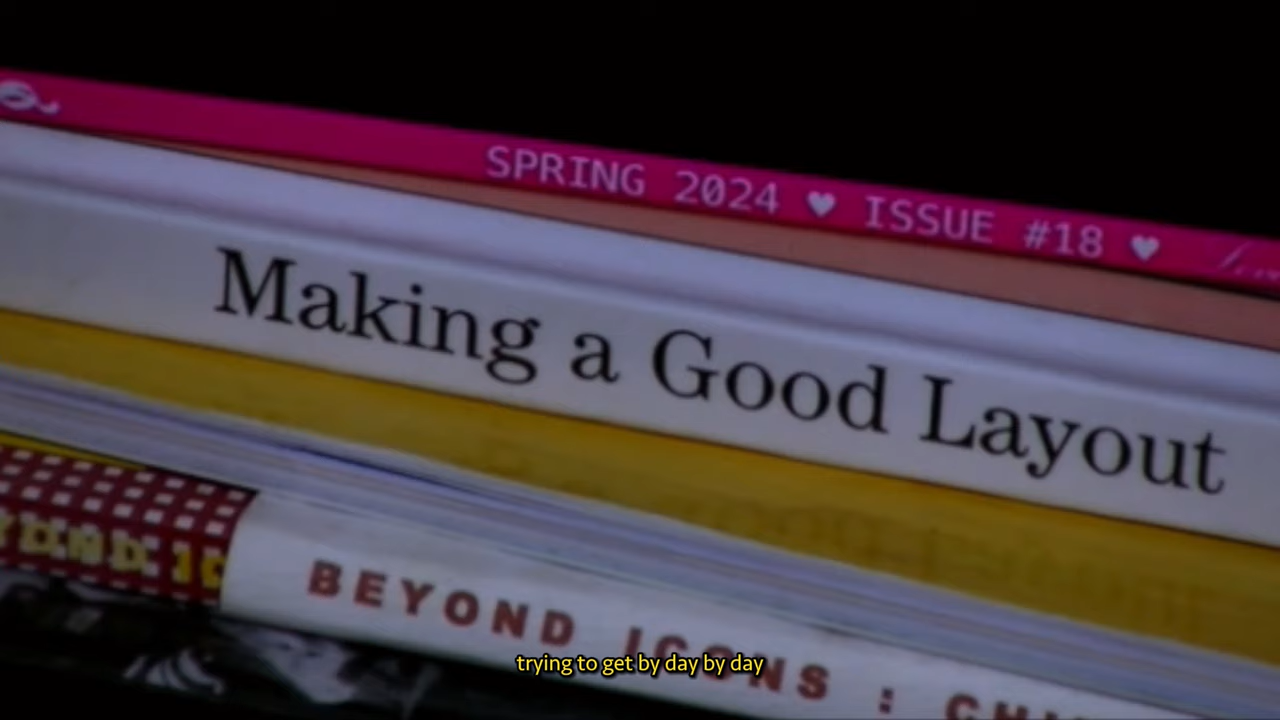 SPRING 2024 ♥ ISSUE #18 ♥
Making a Good Layout
BEYOND ICONS :
trying to get by day by day